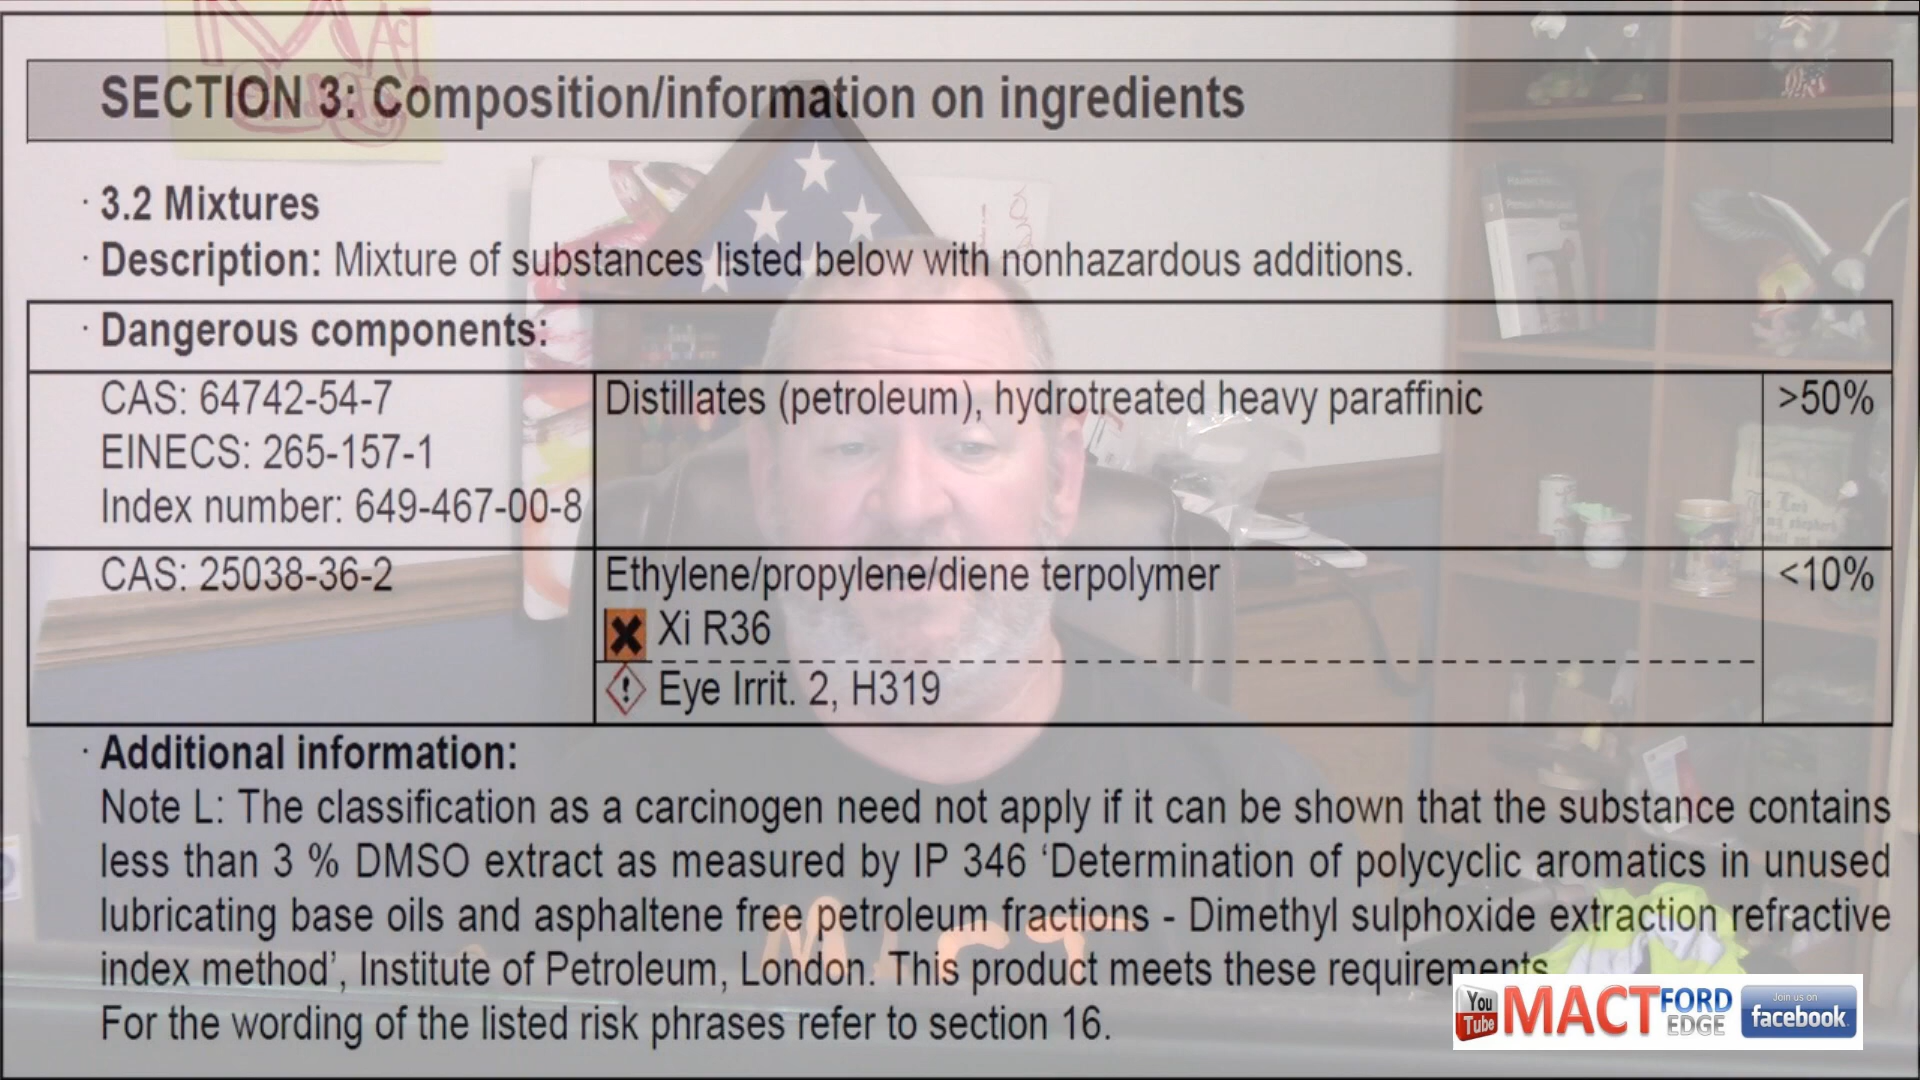 MACT
SECTION 3: Composition/information on ingredients
· 3.2 Mixtures
· Description: Mixture of substances listed below with nonhazardous additions.
· Dangerous components:
CAS: 64742-54-7
EINECS: 265-157-1
Index number: 649-467-00-8
Distillates (petroleum), hydrotreated heavy paraffinic
>50%
CAS: 25038-36-2
Ethylene/propylene/diene terpolymer
<10%
Xi R36
Eye Irrit. 2, H319
· Additional information:
Note L: The classification as a carcinogen need not apply if it can be shown that the substance contains
less than 3 % DMSO extract as measured by IP 346 ‘Determination of polycyclic aromatics in unused
lubricating base oils and asphaltene free petroleum fractions - Dimethyl sulphoxide extraction refractive
index method’, Institute of Petroleum, London. This product meets these requirements
For the wording of the listed risk phrases refer to section 16.
MACT
You Tube MACT FORD EDGE Join us on facebook